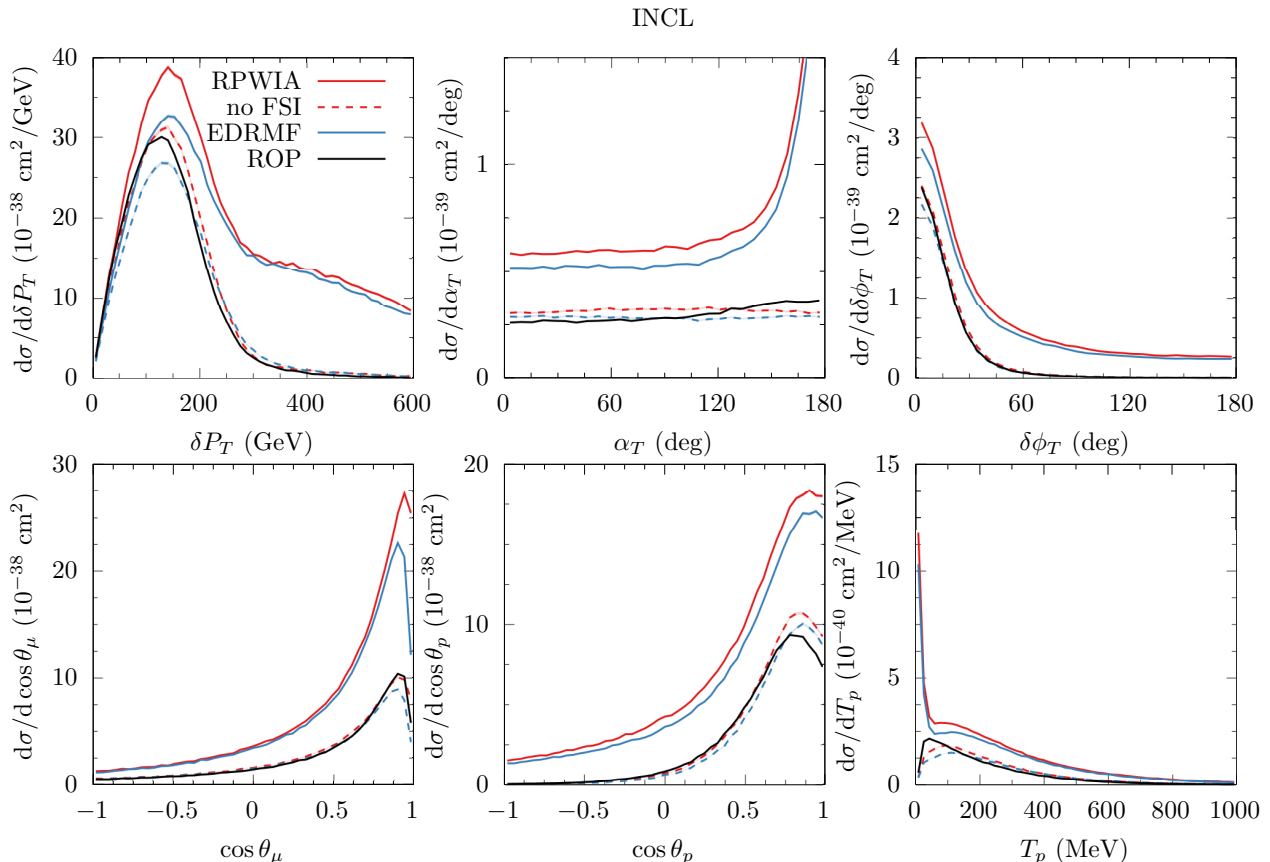 INCL
dσ/dδP_T (10^−38 cm^2/GeV)
40
30
20
10
0
RPWIA
no FSI
EDRMF
ROP
0 200 400 600
δP_T (GeV)
dσ/dα_T (10^−39 cm^2/deg)
1
0
0 60 120 180
α_T (deg)
dσ/dδϕ_T (10^−39 cm^2/deg)
4
3
2
1
0
0 60 120 180
δϕ_T (deg)
dσ/d cos θ_μ (10^−38 cm^2)
30
20
10
0
−1 −0.5 0 0.5 1
cos θ_μ
dσ/d cos θ_p (10^−38 cm^2)
20
10
0
−1 −0.5 0 0.5 1
cos θ_p
dσ/dT_p (10^−40 cm^2/MeV)
15
10
5
0
0 200 400 600 800 1000
T_p (MeV)